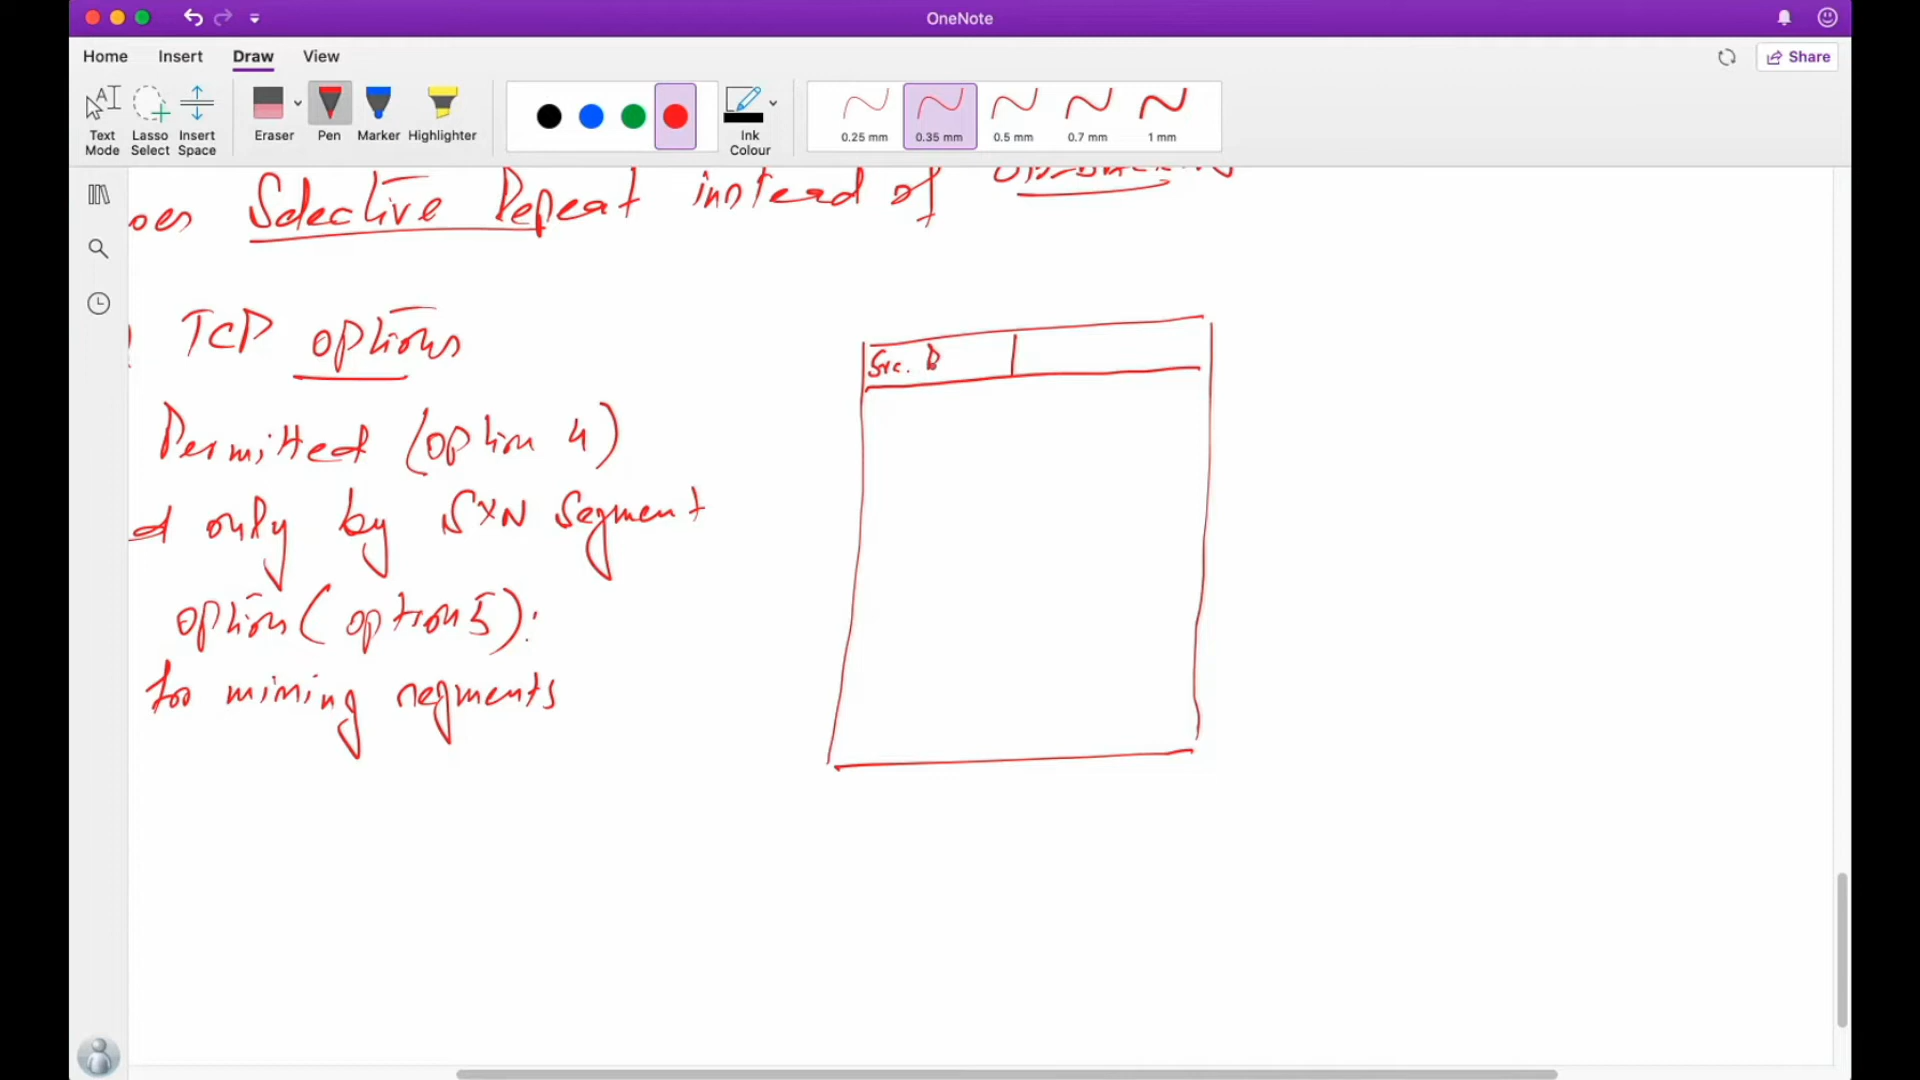 OneNote
Home Insert Draw View Share
Text Mode Lasso Select Insert Space Eraser Pen Marker Highlighter Ink Colour 0.25 mm 0.35 mm 0.5 mm 0.7 mm 1 mm
oes Selective Repeat instead of
TCP options
Src. P
Permitted (option 4)
d only by SYN segment
option (option 5):
for missing segments